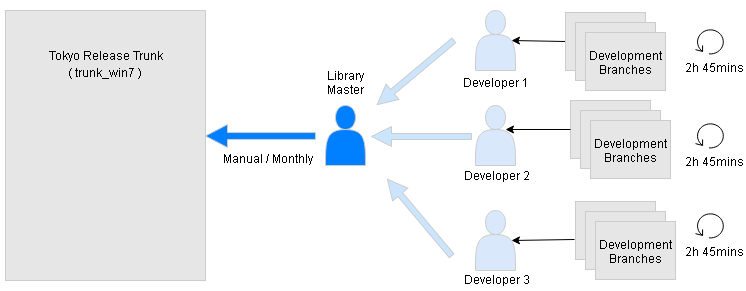 Tokyo Release Trunk
( trunk_win7 )
Library
Master
Manual / Monthly
Developer 1
Development
Branches
2h 45mins
Developer 2
Development
Branches
2h 45mins
Developer 3
Development
Branches
2h 45mins